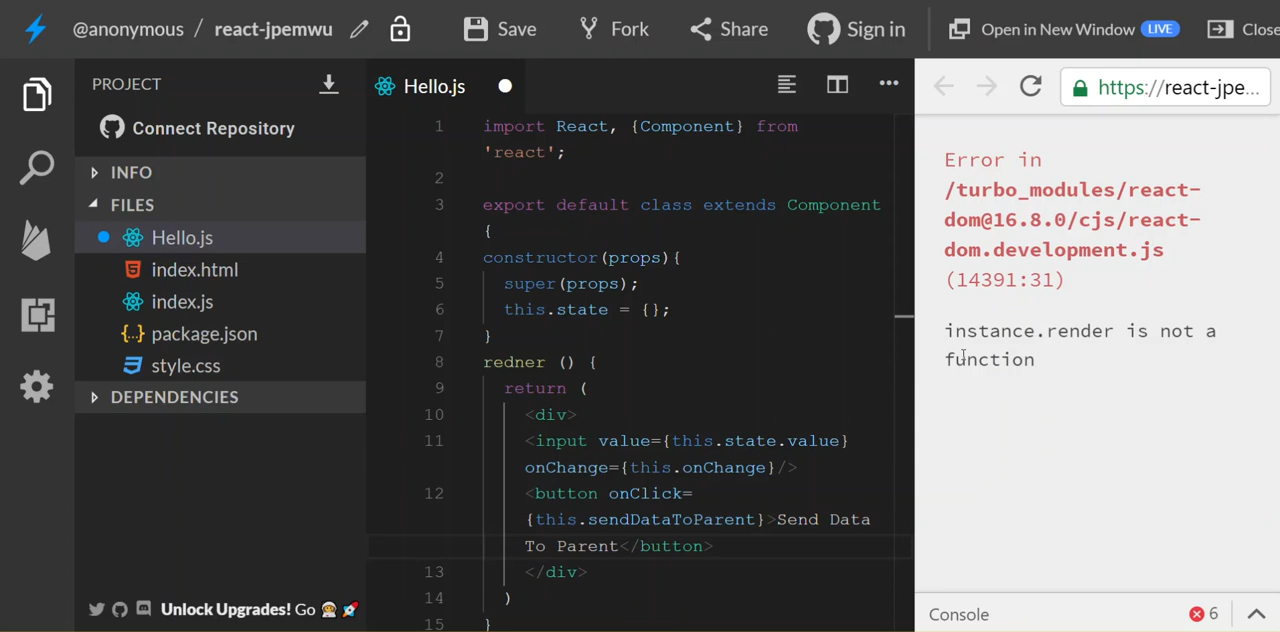 @anonymous / react-jpemwu Save Fork Share Sign in Open in New Window LIVE Close
PROJECT
Connect Repository
INFO
FILES
Hello.js
index.html
index.js
{..} package.json
style.css
DEPENDENCIES
Unlock Upgrades! Go
Hello.js
1 import React, {Component} from
'react';
2
3 export default class extends Component
{
4 constructor(props){
5 super(props);
6 this.state = {};
7 }
8 redner () {
9 return (
10 <div>
11 <input value={this.state.value}
onChange={this.onChange}/>
12 <button onClick=
{this.sendDataToParent}>Send Data
To Parent</button>
13 </div>
14 )
15 }
https://react-jpe...
Error in
/turbo_modules/react-
dom@16.8.0/cjs/react-
dom.development.js
(14391:31)
instance.render is not a
function
Console 6